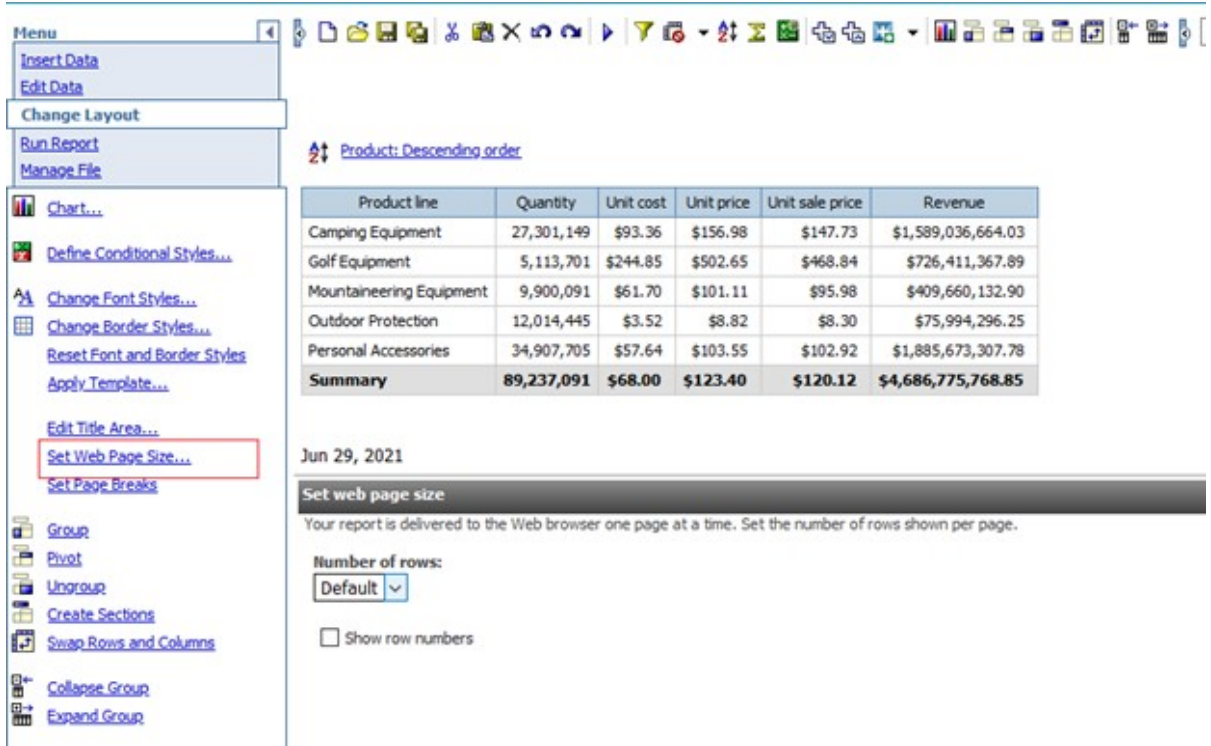 Menu
Insert Data
Edit Data
Change Layout
Run Report
Manage File
Chart...
Define Conditional Styles...
Change Font Styles...
Change Border Styles...
Reset Font and Border Styles
Apply Template...
Edit Title Area...
Set Web Page Size...
Set Page Breaks
Group
Pivot
Ungroup
Create Sections
Swap Rows and Columns
Collapse Group
Expand Group
Product: Descending order
Product line Quantity Unit cost Unit price Unit sale price Revenue
Camping Equipment 27,301,149 $93.36 $156.98 $147.73 $1,589,036,664.03
Golf Equipment 5,113,701 $244.85 $502.65 $468.84 $726,411,367.89
Mountaineering Equipment 9,900,091 $61.70 $101.11 $95.98 $409,660,132.90
Outdoor Protection 12,014,445 $3.52 $8.82 $8.30 $75,994,296.25
Personal Accessories 34,907,705 $57.64 $103.55 $102.92 $1,885,673,307.78
Summary 89,237,091 $68.00 $123.40 $120.12 $4,686,775,768.85
Jun 29, 2021
Set web page size
Your report is delivered to the Web browser one page at a time. Set the number of rows shown per page.
Number of rows:
Default
Show row numbers